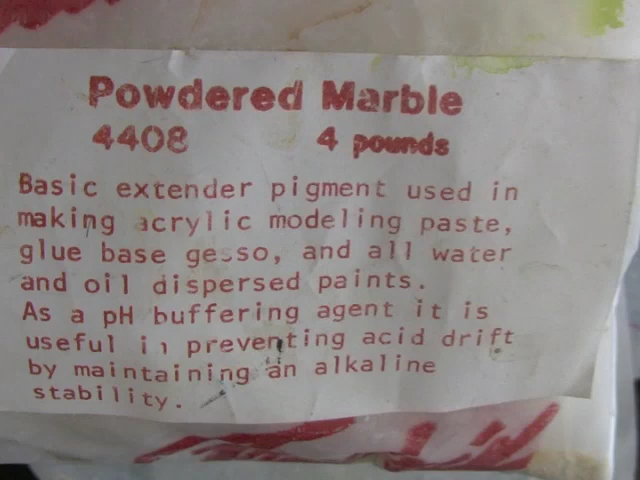 Powdered Marble
4408 4 pounds
Basic extender pigment used in
making acrylic modeling paste,
glue base gesso, and all water
and oil dispersed paints.
As a pH buffering agent it is
useful in preventing acid drift
by maintaining an alkaline
stability.